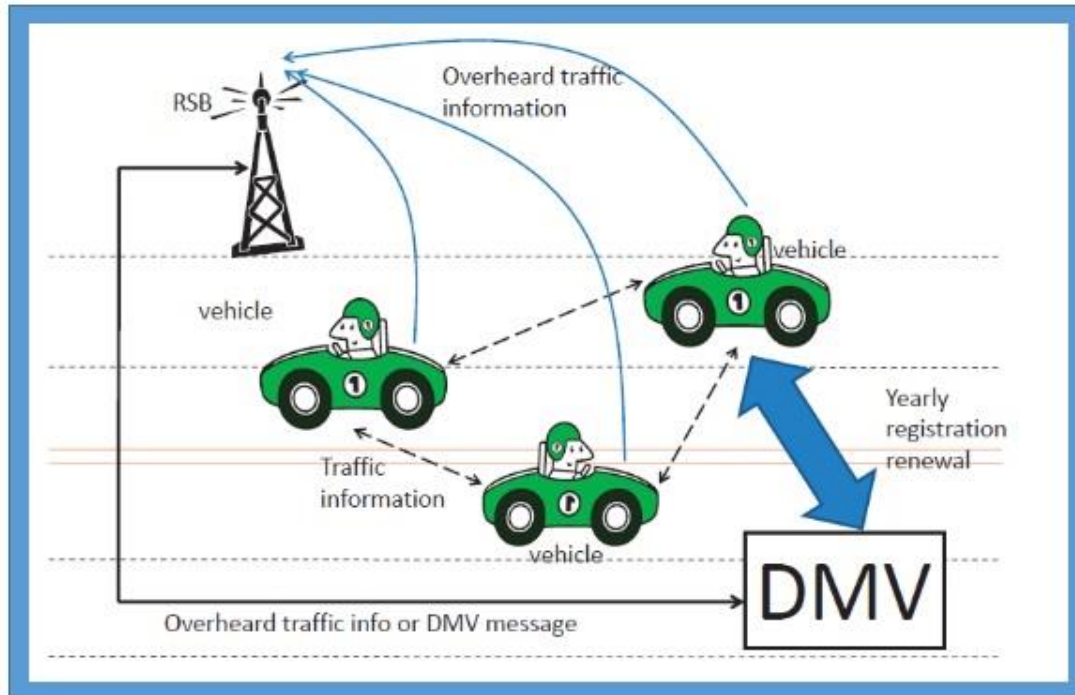 Overheard traffic
information
RSB
vehicle
vehicle
Yearly
registration
renewal
Traffic
information
vehicle
DMV
Overheard traffic info or DMV message